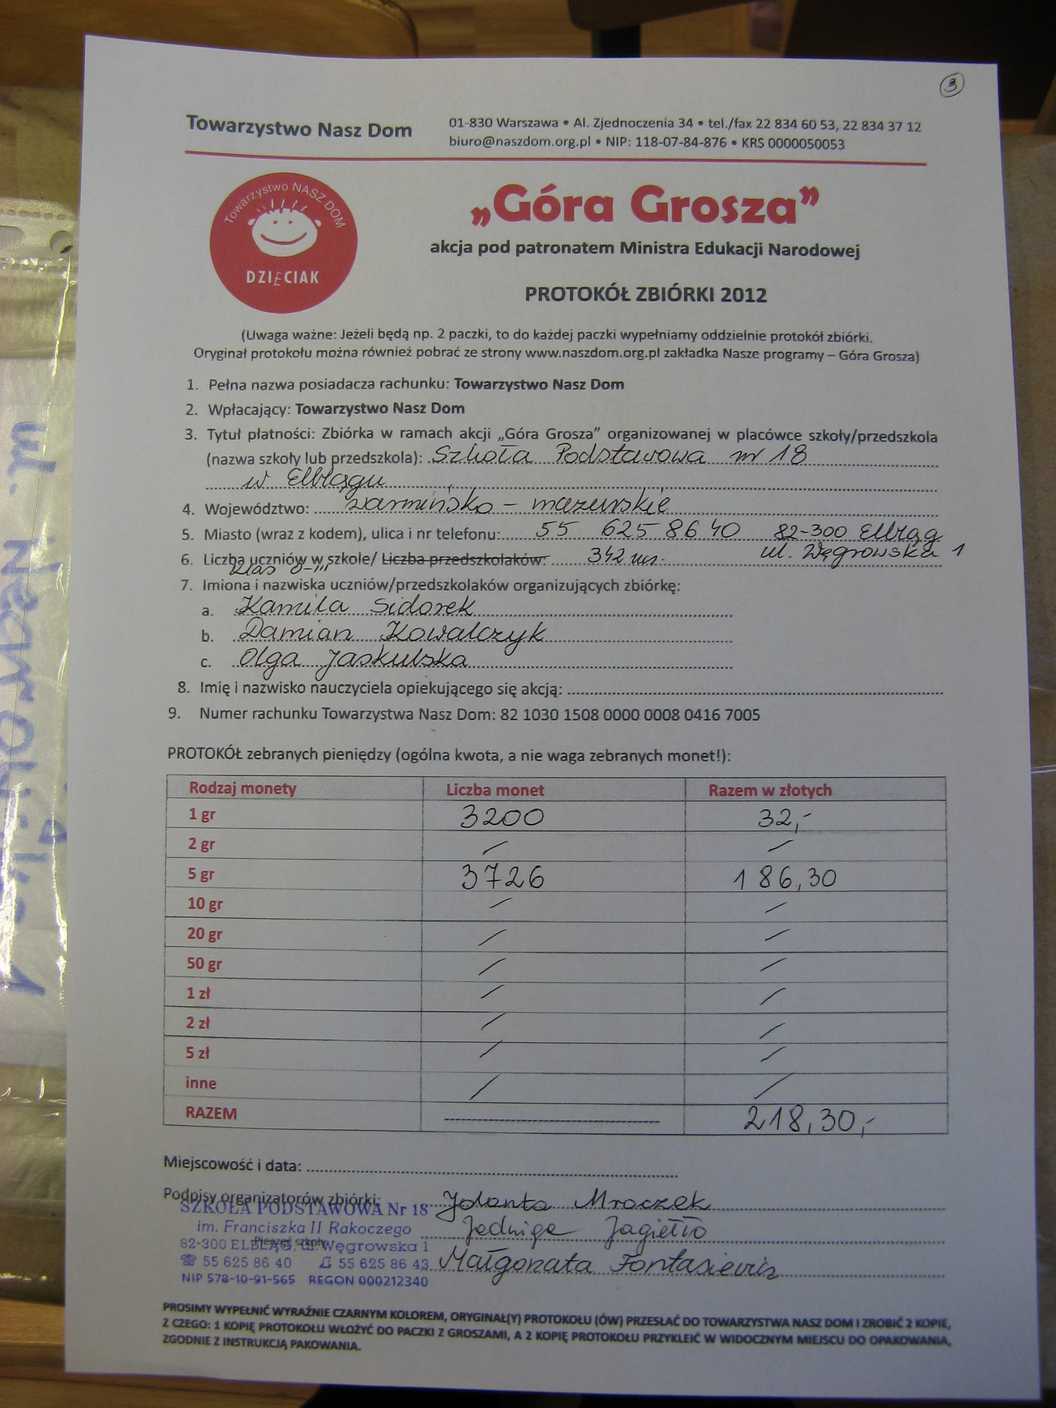 3
Towarzystwo Nasz Dom
01-830 Warszawa • Al. Zjednoczenia 34 • tel./fax 22 834 60 53, 22 834 37 12
biuro@naszdom.org.pl • NIP: 118-07-84-876 • KRS 0000050053
Towarzystwo NASZ DOM
DZIĘCIAK
„Góra Grosza”
akcja pod patronatem Ministra Edukacji Narodowej
PROTOKÓŁ ZBIÓRKI 2012
(Uwaga ważne: Jeżeli będą np. 2 paczki, to do każdej paczki wypełniamy oddzielnie protokół zbiórki.
Oryginał protokołu można również pobrać ze strony www.naszdom.org.pl zakładka Nasze programy – Góra Grosza)
1. Pełna nazwa posiadacza rachunku: Towarzystwo Nasz Dom
2. Wpłacający: Towarzystwo Nasz Dom
3. Tytuł płatności: Zbiórka w ramach akcji „Góra Grosza” organizowanej w placówce szkoły/przedszkola
(nazwa szkoły lub przedszkola): Szkoła Podstawowa nr 18
w Elblągu
4. Województwo: warmińsko - mazurskie
5. Miasto (wraz z kodem), ulica i nr telefonu: 55 625 86 40 82-300 Elbląg
ul. Węgrowska 1
6. Liczba uczniów w szkole/ Liczba przedszkolaków: 342 ucz.
klas 0-III
7. Imiona i nazwiska uczniów/przedszkolaków organizujących zbiórkę:
a. Kamila Sidorek
b. Damian Kowalczyk
c. Olga Jaskulska
8. Imię i nazwisko nauczyciela opiekującego się akcją:
9. Numer rachunku Towarzystwa Nasz Dom: 82 1030 1508 0000 0008 0416 7005
PROTOKÓŁ zebranych pieniędzy (ogólna kwota, a nie waga zebranych monet!):
Rodzaj monety Liczba monet Razem w złotych
1 gr 3200 32,-
2 gr / /
5 gr 3726 186,30
10 gr / /
20 gr / /
50 gr / /
1 zł / /
2 zł / /
5 zł / /
inne / /
RAZEM 218,30,-
Miejscowość i data:
Podpisy organizatorów zbiórki: Jolanta Mroczek
Jadwiga Jagiełło
Małgorzata Fontasiewicz
Pieczęć szkoły
SZKOŁA PODSTAWOWA Nr 18
im. Franciszka II Rakoczego
82-300 ELBLĄG, ul. Węgrowska 1
☎ 55 625 86 40 55 625 86 43
NIP 578-10-91-565 REGON 000212340
PROSIMY WYPEŁNIĆ WYRAŹNIE CZARNYM KOLOREM, ORYGINAŁ(Y) PROTOKOŁU (ÓW) PRZESŁAĆ DO TOWARZYSTWA NASZ DOM I ZROBIĆ 2 KOPIE,
Z CZEGO: 1 KOPIĘ PROTOKOŁU WŁOŻYĆ DO PACZKI Z GROSZAMI, A 2 KOPIĘ PROTOKOŁU PRZYKLEIĆ W WIDOCZNYM MIEJSCU DO OPAKOWANIA,
ZGODNIE Z INSTRUKCJĄ PAKOWANIA.